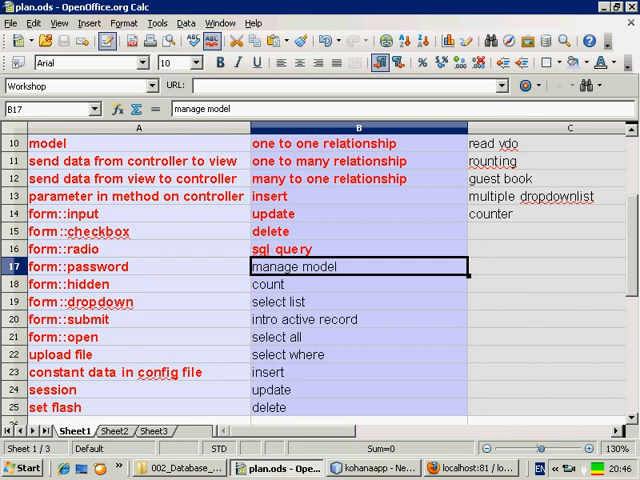 plan.ods - OpenOffice.org Calc
File Edit View Insert Format Tools Data Window Help
Arial 10
Workshop URL:
B17 manage model
A B C
10 model one to one relationship read vdo
11 send data from controller to view one to many relationship rounting
12 send data from view to controller many to one relationship guest book
13 parameter in method on controller insert multiple dropdownlist
14 form::input update counter
15 form::checkbox delete
16 form::radio sql query
17 form::password manage model
18 form::hidden count
19 form::dropdown select list
20 form::submit intro active record
21 form::open select all
22 upload file select where
23 constant data in config file insert
24 session update
25 set flash delete
Sheet1 Sheet2 Sheet3
Sheet 1 / 3 Default STD Sum=0 130%
Start 002_Database_... plan.ods - Open... kohanaapp - Ne... localhost:81 / lo... EN 20:46